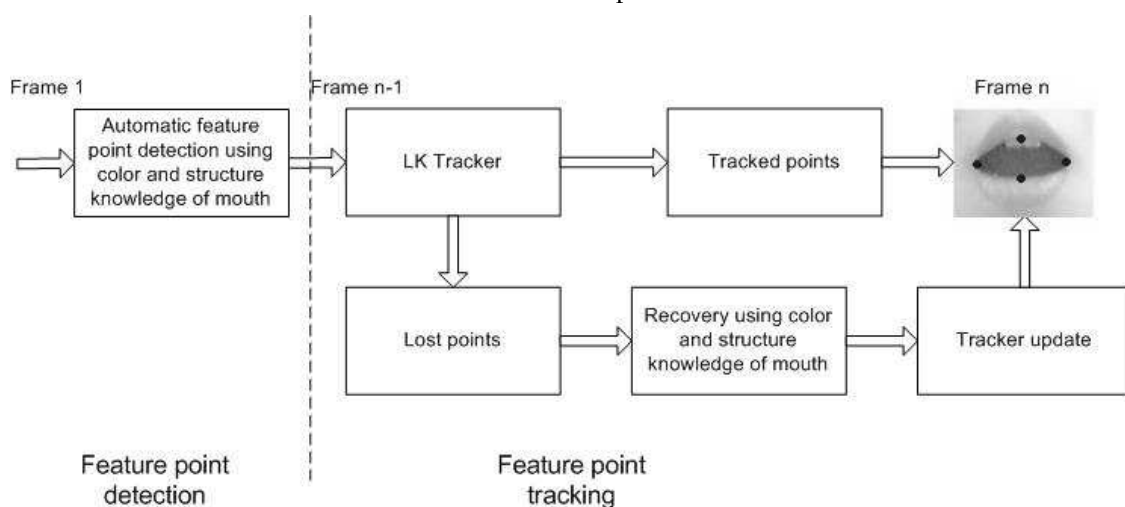 Frame 1
Automatic feature
point detection using
color and structure
knowledge of mouth
Frame n-1
LK Tracker
Tracked points
Frame n
Lost points
Recovery using color
and structure
knowledge of mouth
Tracker update
Feature point
detection
Feature point
tracking